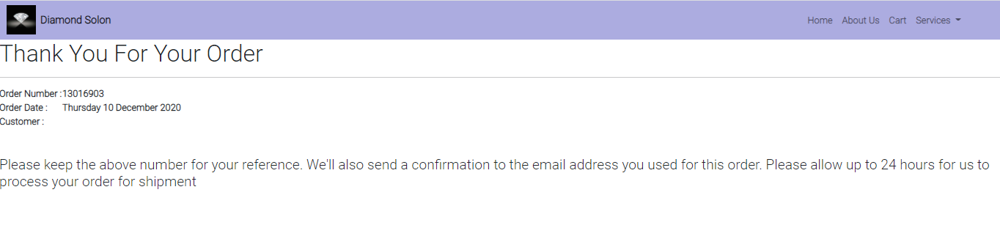 Diamond Solon
Home About Us Cart Services
Thank You For Your Order
Order Number :13016903
Order Date : Thursday 10 December 2020
Customer :
Please keep the above number for your reference. We'll also send a confirmation to the email address you used for this order. Please allow up to 24 hours for us to
process your order for shipment